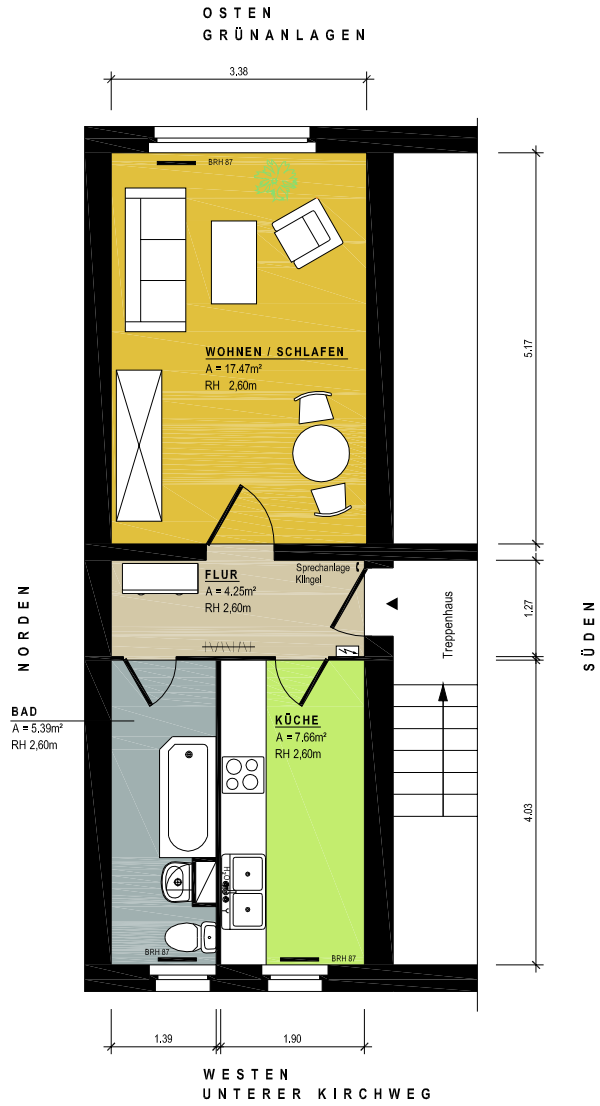 OSTEN
GRÜNANLAGEN
3.38
BRH 87
WOHNEN / SCHLAFEN
A = 17.47m²
RH 2,60m
5.17
Sprechanlage
Klingel
FLUR
A = 4.25m²
RH 2,60m
1.27
Treppenhaus
NORDEN
SÜDEN
BAD
A = 5.39m²
RH 2,60m
KÜCHE
A = 7.66m²
RH 2,60m
4.03
BRH 87
BRH 87
1.39
1.90
WESTEN
UNTERER KIRCHWEG